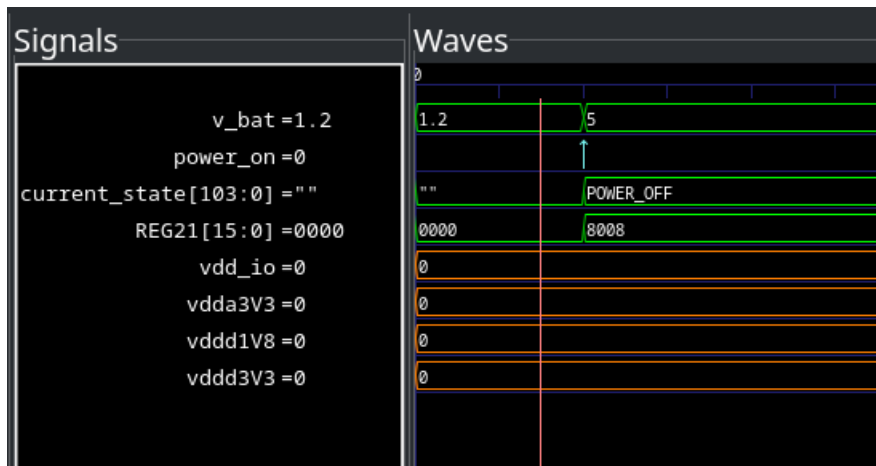 Signals Waves
0
v_bat =1.2 1.2 5
power_on =0
current_state[103:0] ="" "" POWER_OFF
REG21[15:0] =0000 0000 8008
vdd_io =0 0
vdda3V3 =0 0
vddd1V8 =0 0
vddd3V3 =0 0